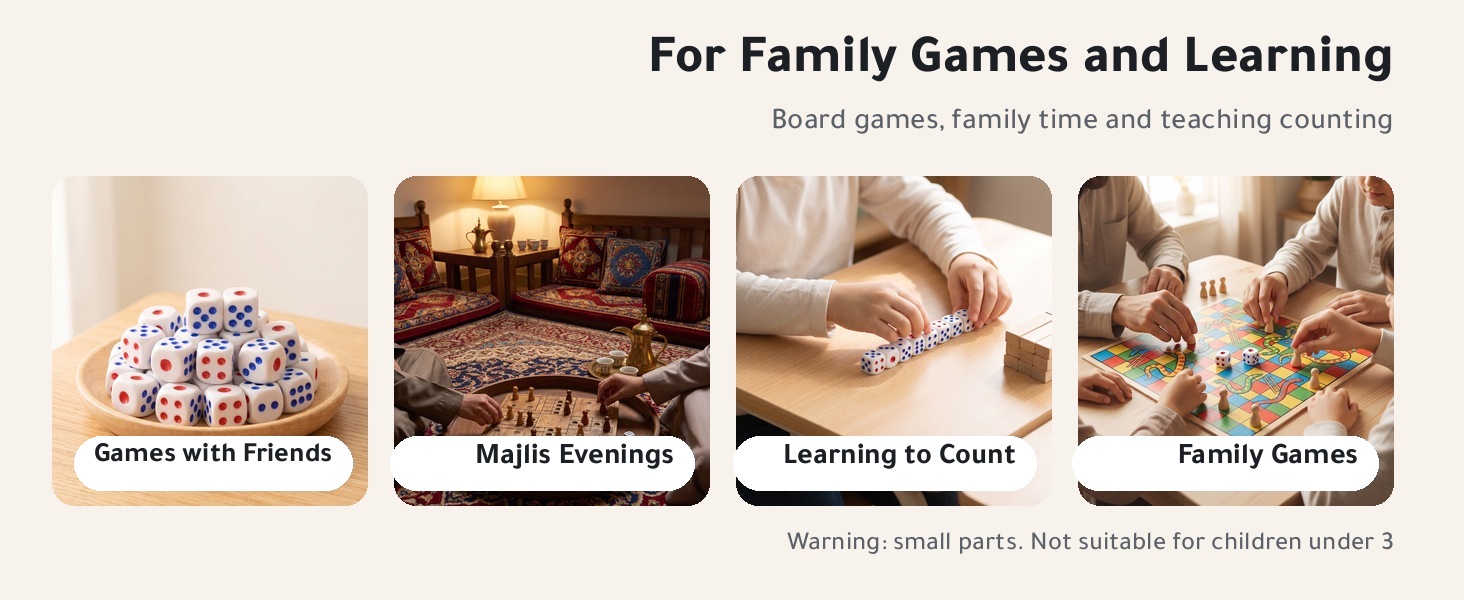 For Family Games and Learning
Board games, family time and teaching counting
Games with Friends
Majlis Evenings
Learning to Count
Family Games
Warning: small parts. Not suitable for children under 3